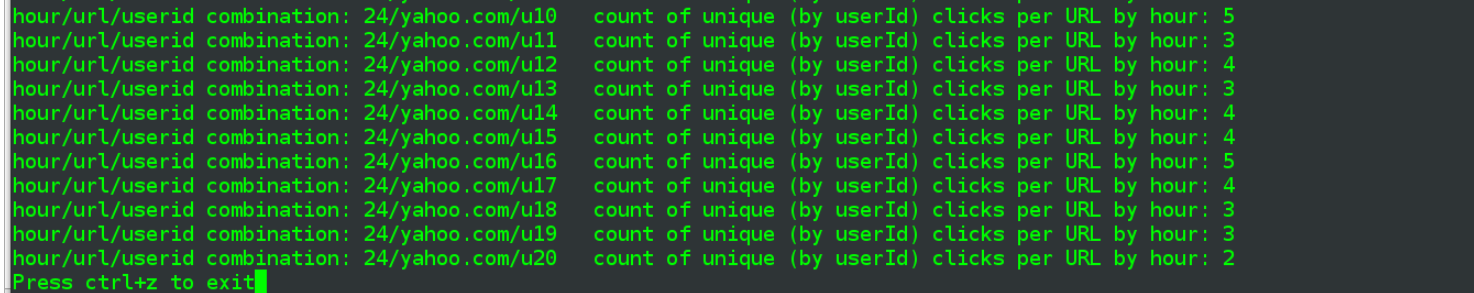 hour/url/userid combination: 24/yahoo.com/u10   count of unique (by userId) clicks per URL by hour: 5
hour/url/userid combination: 24/yahoo.com/u11   count of unique (by userId) clicks per URL by hour: 3
hour/url/userid combination: 24/yahoo.com/u12   count of unique (by userId) clicks per URL by hour: 4
hour/url/userid combination: 24/yahoo.com/u13   count of unique (by userId) clicks per URL by hour: 3
hour/url/userid combination: 24/yahoo.com/u14   count of unique (by userId) clicks per URL by hour: 4
hour/url/userid combination: 24/yahoo.com/u15   count of unique (by userId) clicks per URL by hour: 4
hour/url/userid combination: 24/yahoo.com/u16   count of unique (by userId) clicks per URL by hour: 5
hour/url/userid combination: 24/yahoo.com/u17   count of unique (by userId) clicks per URL by hour: 4
hour/url/userid combination: 24/yahoo.com/u18   count of unique (by userId) clicks per URL by hour: 3
hour/url/userid combination: 24/yahoo.com/u19   count of unique (by userId) clicks per URL by hour: 3
hour/url/userid combination: 24/yahoo.com/u20   count of unique (by userId) clicks per URL by hour: 2
Press ctrl+z to exit